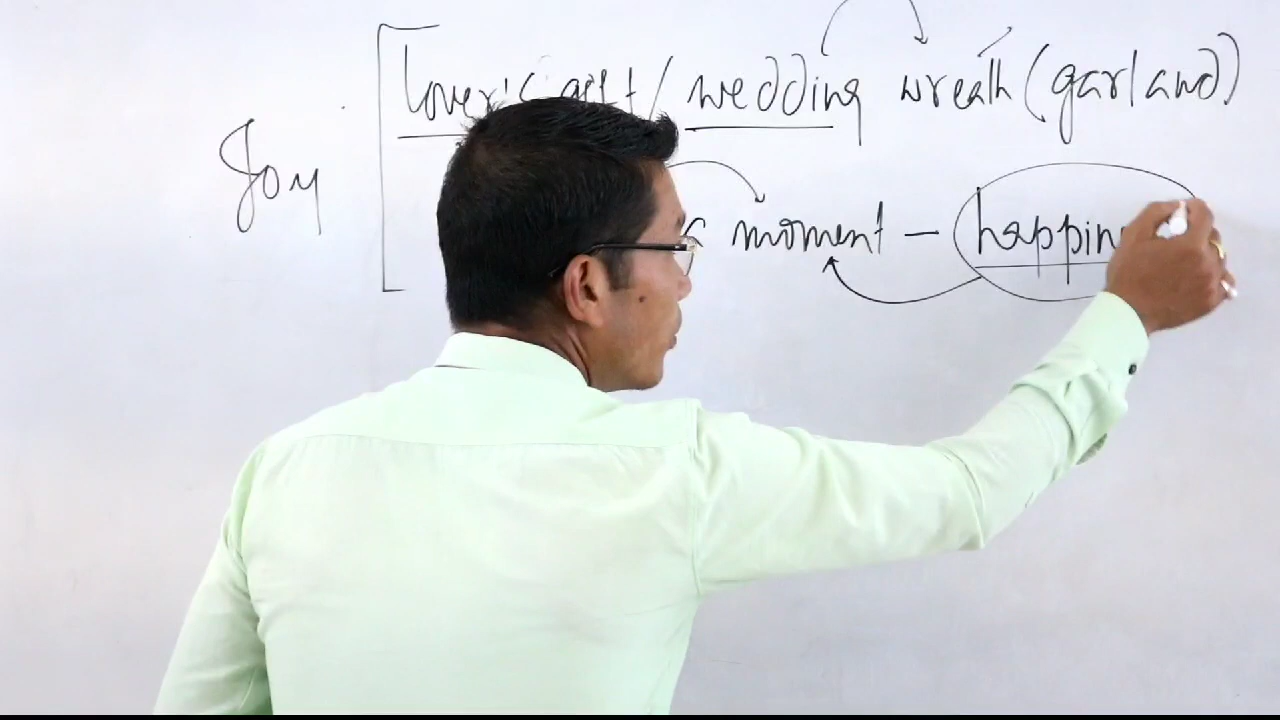 lover's gift / wedding wreath (garland)
Joy
moment – happin